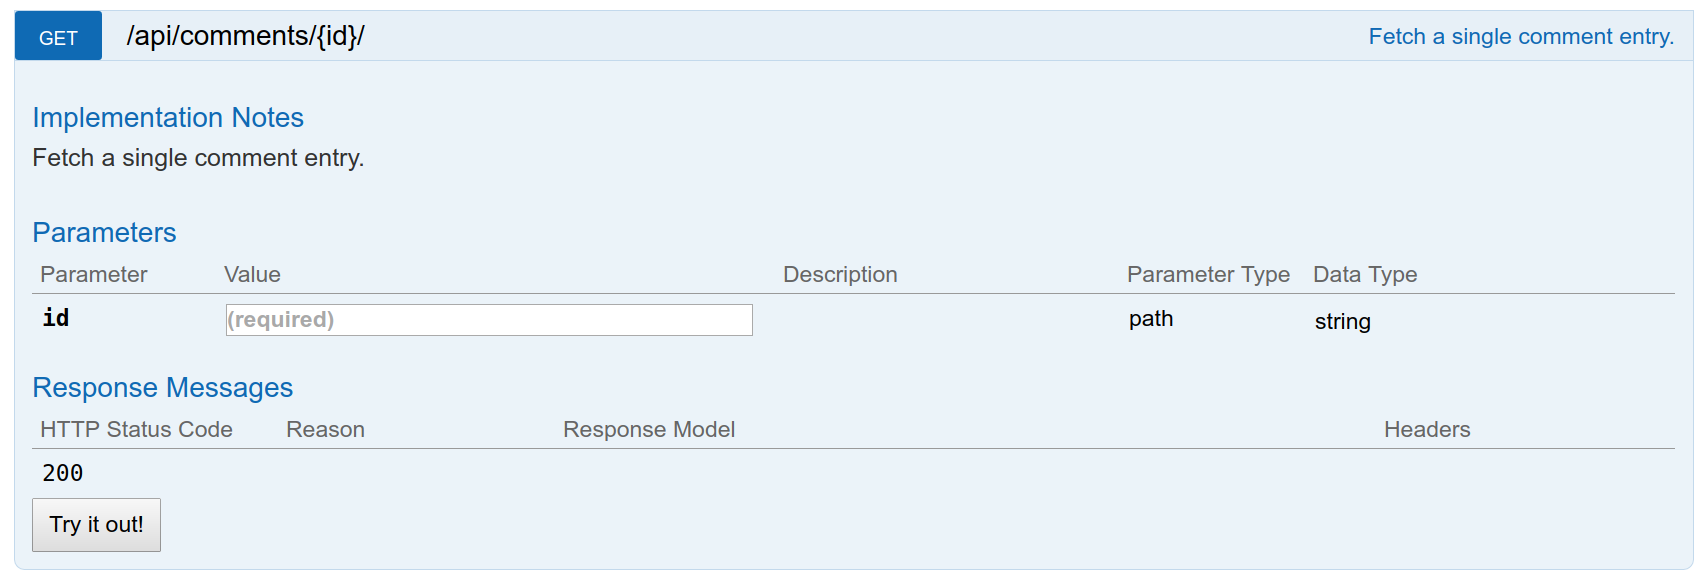 GET /api/comments/{id}/ Fetch a single comment entry.
Implementation Notes
Fetch a single comment entry.
Parameters
Parameter Value Description Parameter Type Data Type
id (required) path string
Response Messages
HTTP Status Code Reason Response Model Headers
200
Try it out!